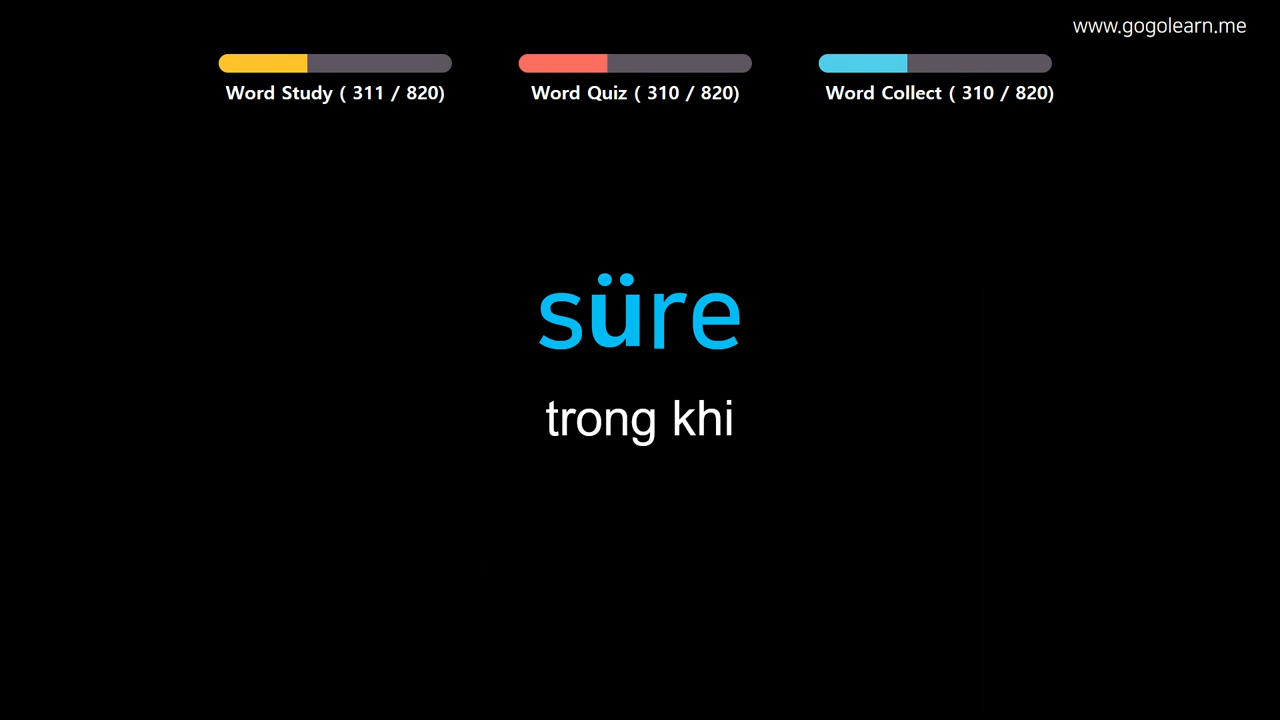 www.gogolearn.me
Word Study ( 311 / 820)
Word Quiz ( 310 / 820)
Word Collect ( 310 / 820)
süre
trong khi